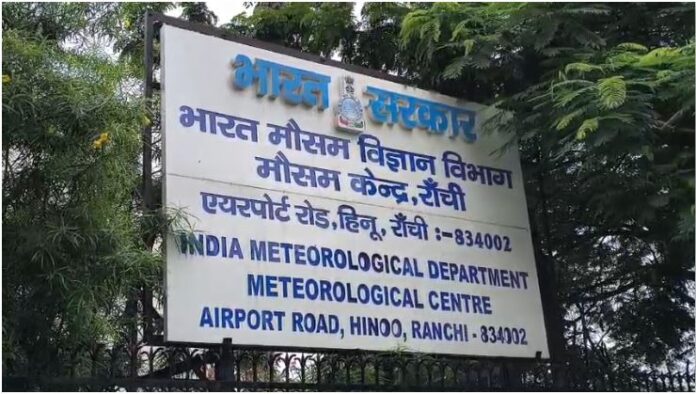 भारत सरकार
भारत मौसम विज्ञान विभाग
मौसम केन्द्र, राँची
एयरपोर्ट रोड, हिनू, राँची :-834002
INDIA METEOROLOGICAL DEPARTMENT
METEOROLOGICAL CENTRE
AIRPORT ROAD, HINOO, RANCHI - 834002